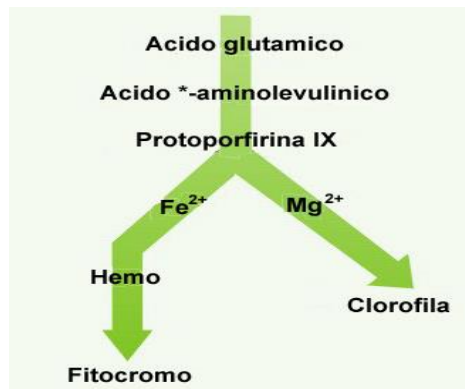 Acido glutamico
Acido *-aminolevulinico
Protoporfirina IX
Fe2+ Mg2+
Hemo
Clorofila
Fitocromo